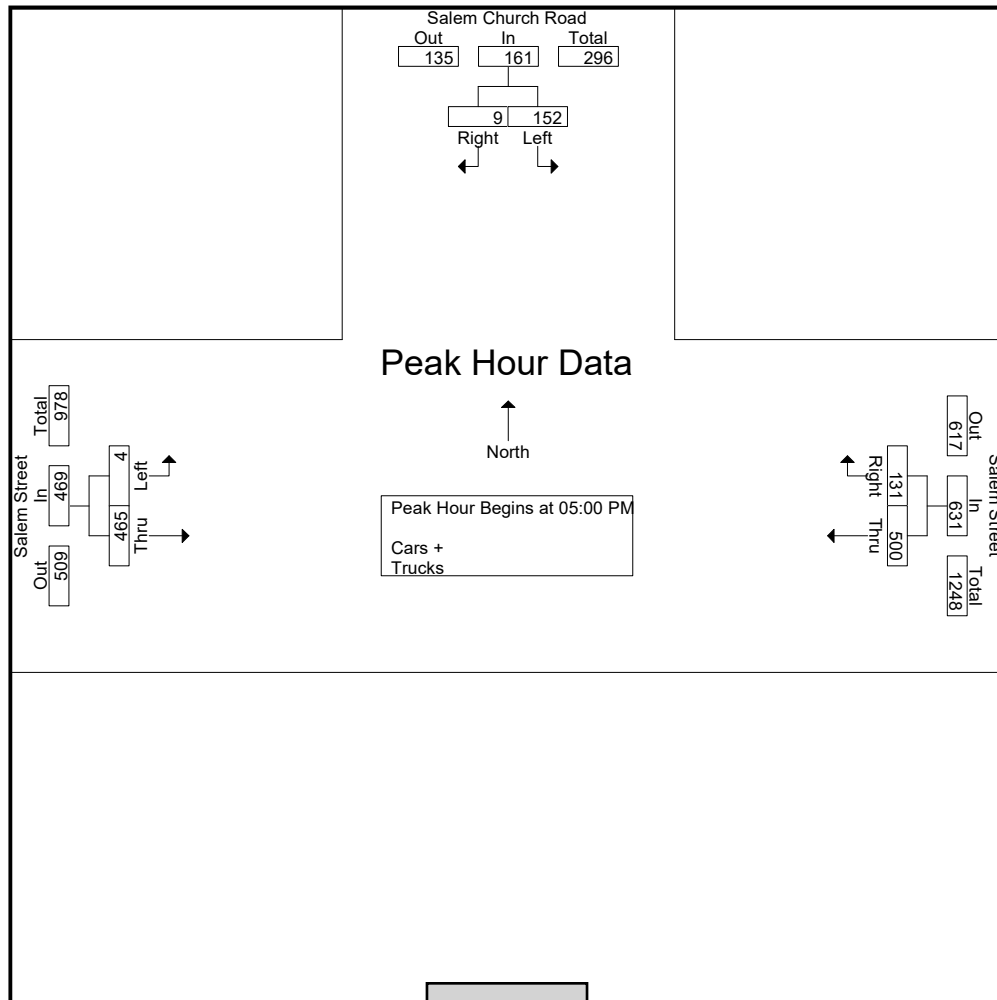 Salem Church Road
Out In Total
135 161 296
9 152
Right Left
Peak Hour Data
North
Peak Hour Begins at 05:00 PM
Cars +
Trucks
Salem Street
Total In Out
978 469 509
4 465
Left Thru
Salem Street
Out In Total
617 631 1248
131 500
Right Thru